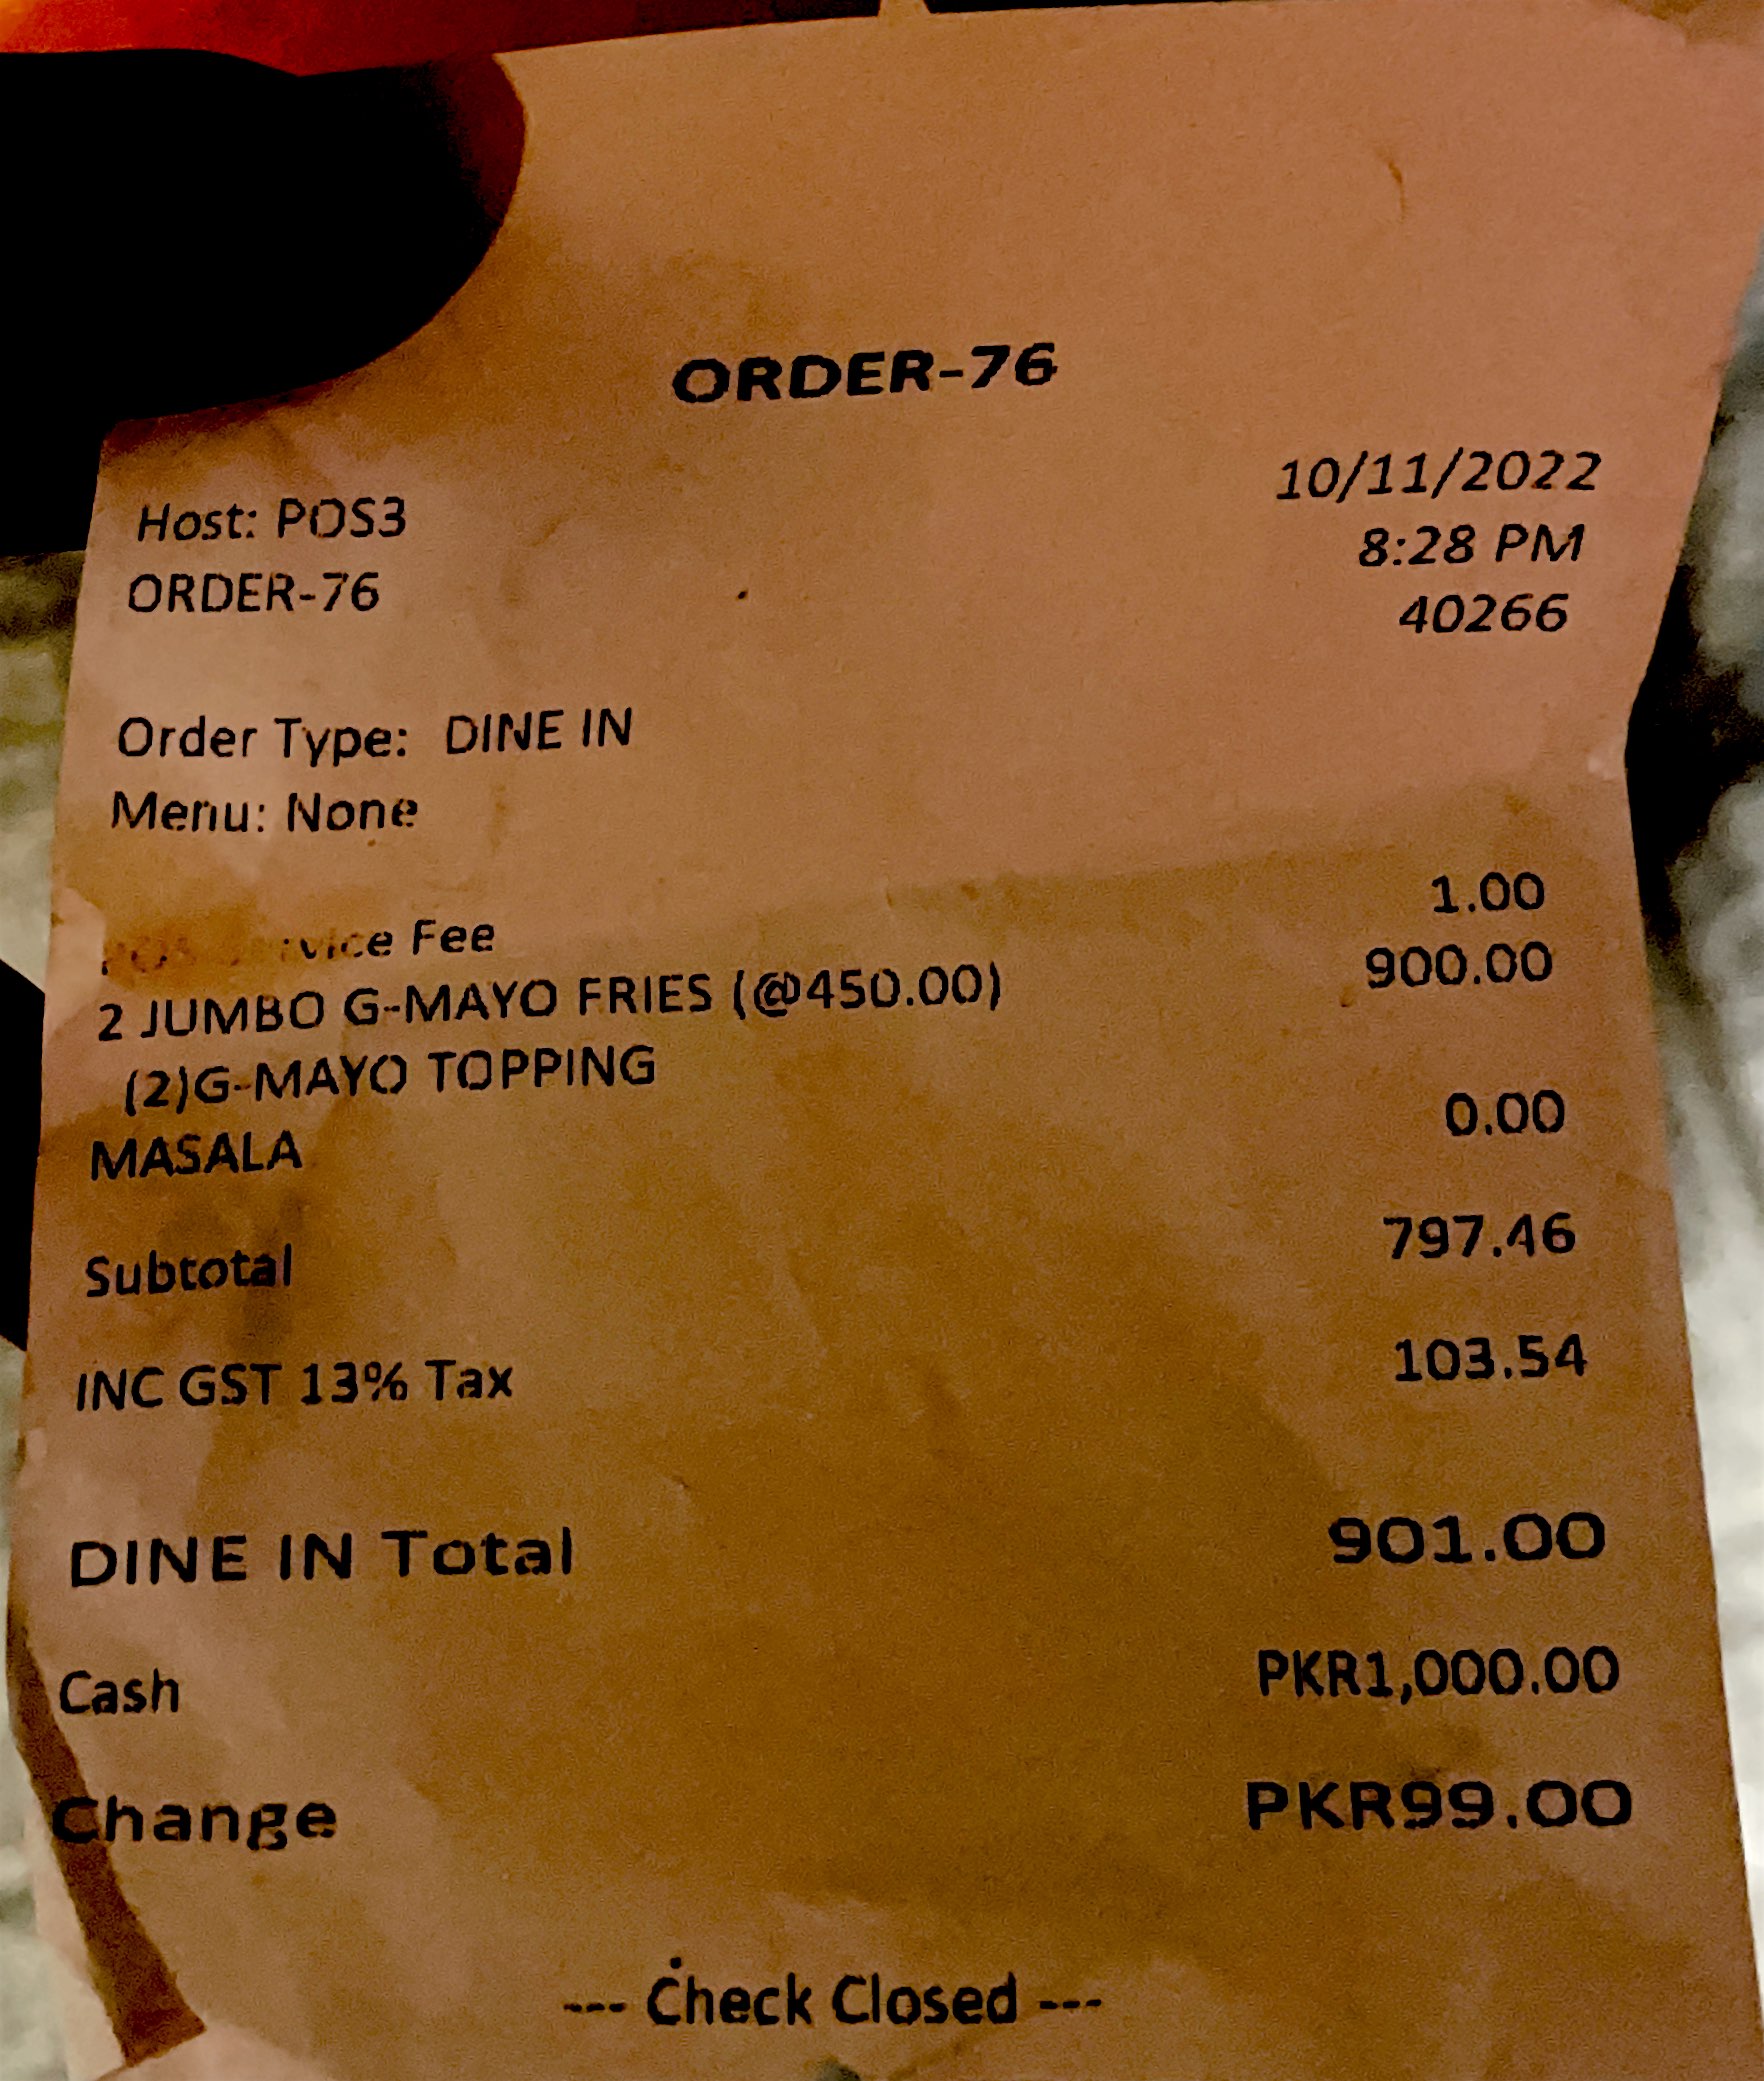 ORDER-76
Host: POS3
10/11/2022
ORDER-76
8:28 PM
40266
Order Type: DINE IN
Menu: None
POS Service Fee 1.00
2 JUMBO G-MAYO FRIES (@450.00) 900.00
(2)G-MAYO TOPPING
MASALA 0.00
Subtotal 797.46
INC GST 13% Tax 103.54
DINE IN Total 901.00
Cash PKR1,000.00
Change PKR99.00
--- Check Closed ---